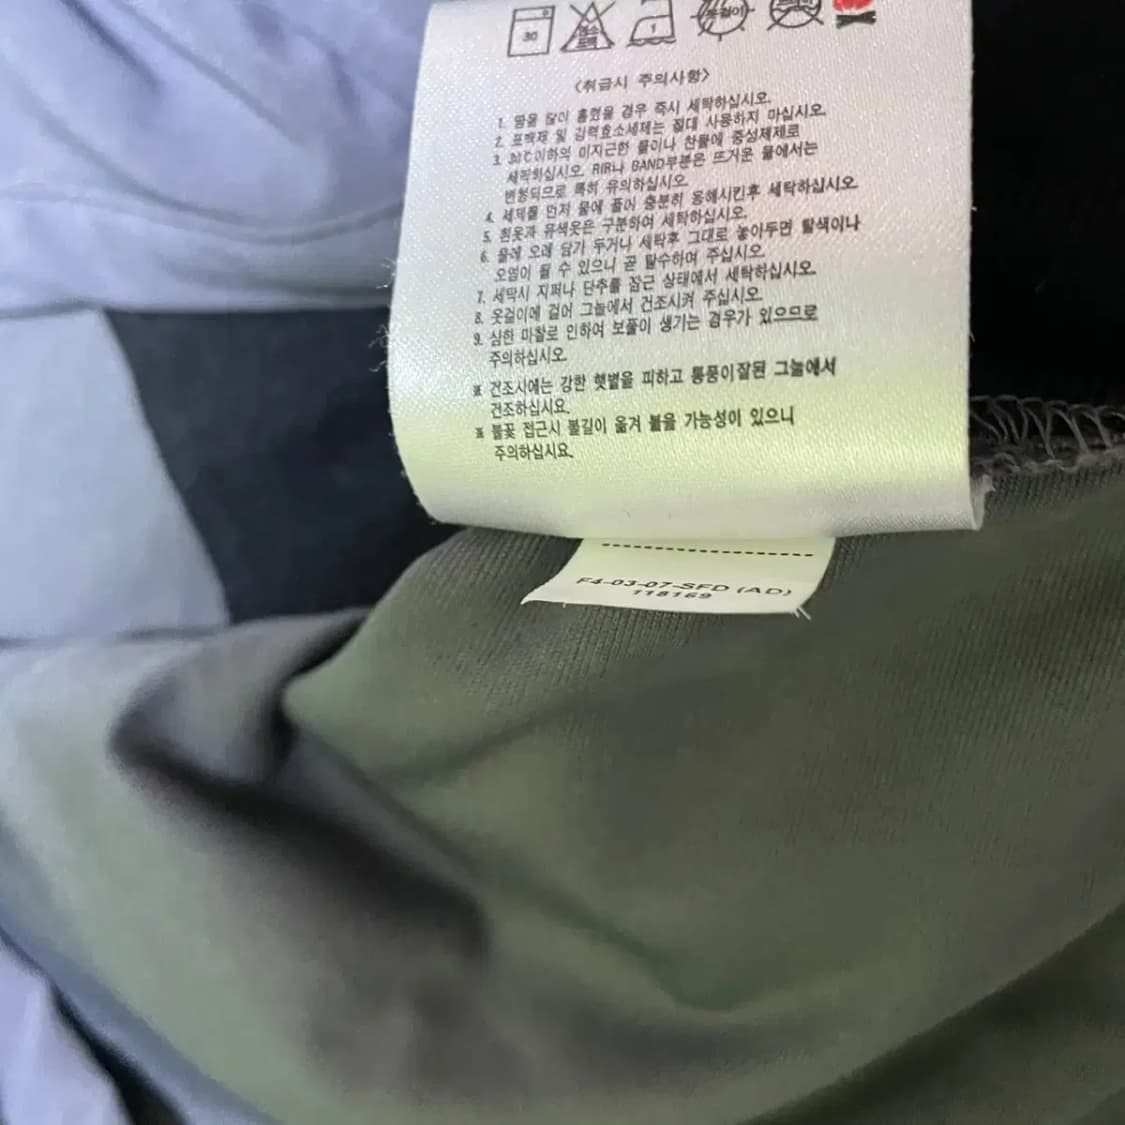 30 염소표백 1 옷걸이 드라이
<취급시 주의사항>
1. 땀을 많이 흘렸을 경우 즉시 세탁하십시오.
2. 표백제 및 강력효소세제는 절대 사용하지 마십시오.
3. 30℃이하의 미지근한 물이나 찬물에 중성제제로
세탁하십시오. RIB나 BAND부분은 뜨거운 물에서는
변형되므로 특히 유의하십시오.
4. 세제를 먼저 물에 풀어 충분히 용해시킨후 세탁하십시오.
5. 흰옷과 유색옷은 구분하여 세탁하십시오.
6. 물에 오래 담가 두거나 세탁후 그대로 놓아두면 탈색이나
오염이 될 수 있으니 곧 탈수하여 주십시오.
7. 세탁시 지퍼나 단추를 잠근 상태에서 세탁하십시오.
8. 옷걸이에 걸어 그늘에서 건조시켜 주십시오.
9. 심한 마찰로 인하여 보풀이 생기는 경우가 있으므로
주의하십시오.
※ 건조시에는 강한 햇볕을 피하고 통풍이잘된 그늘에서
건조하십시요.
※ 불꽃 접근시 불길이 옮겨 붙을 가능성이 있으니
주의하십시요.
F4-03-07-SFD (AD)
118169